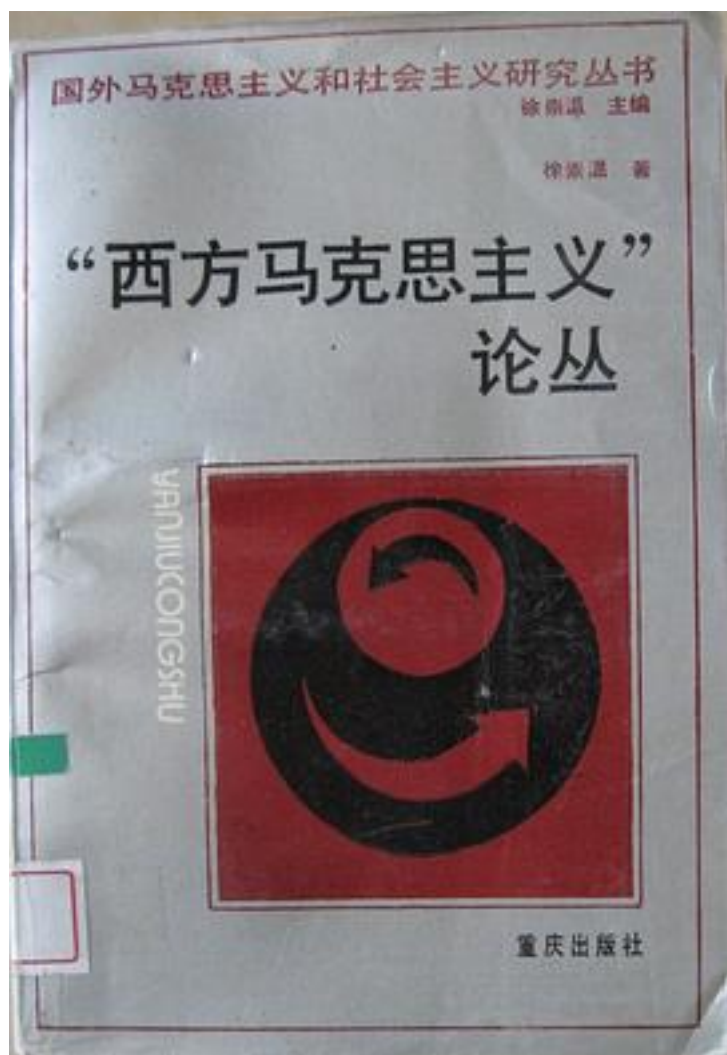 国外马克思主义和社会主义研究丛书
徐崇温 主编
徐崇温 著
“西方马克思主义”
论丛
YANJIUCONGSHU
重庆出版社